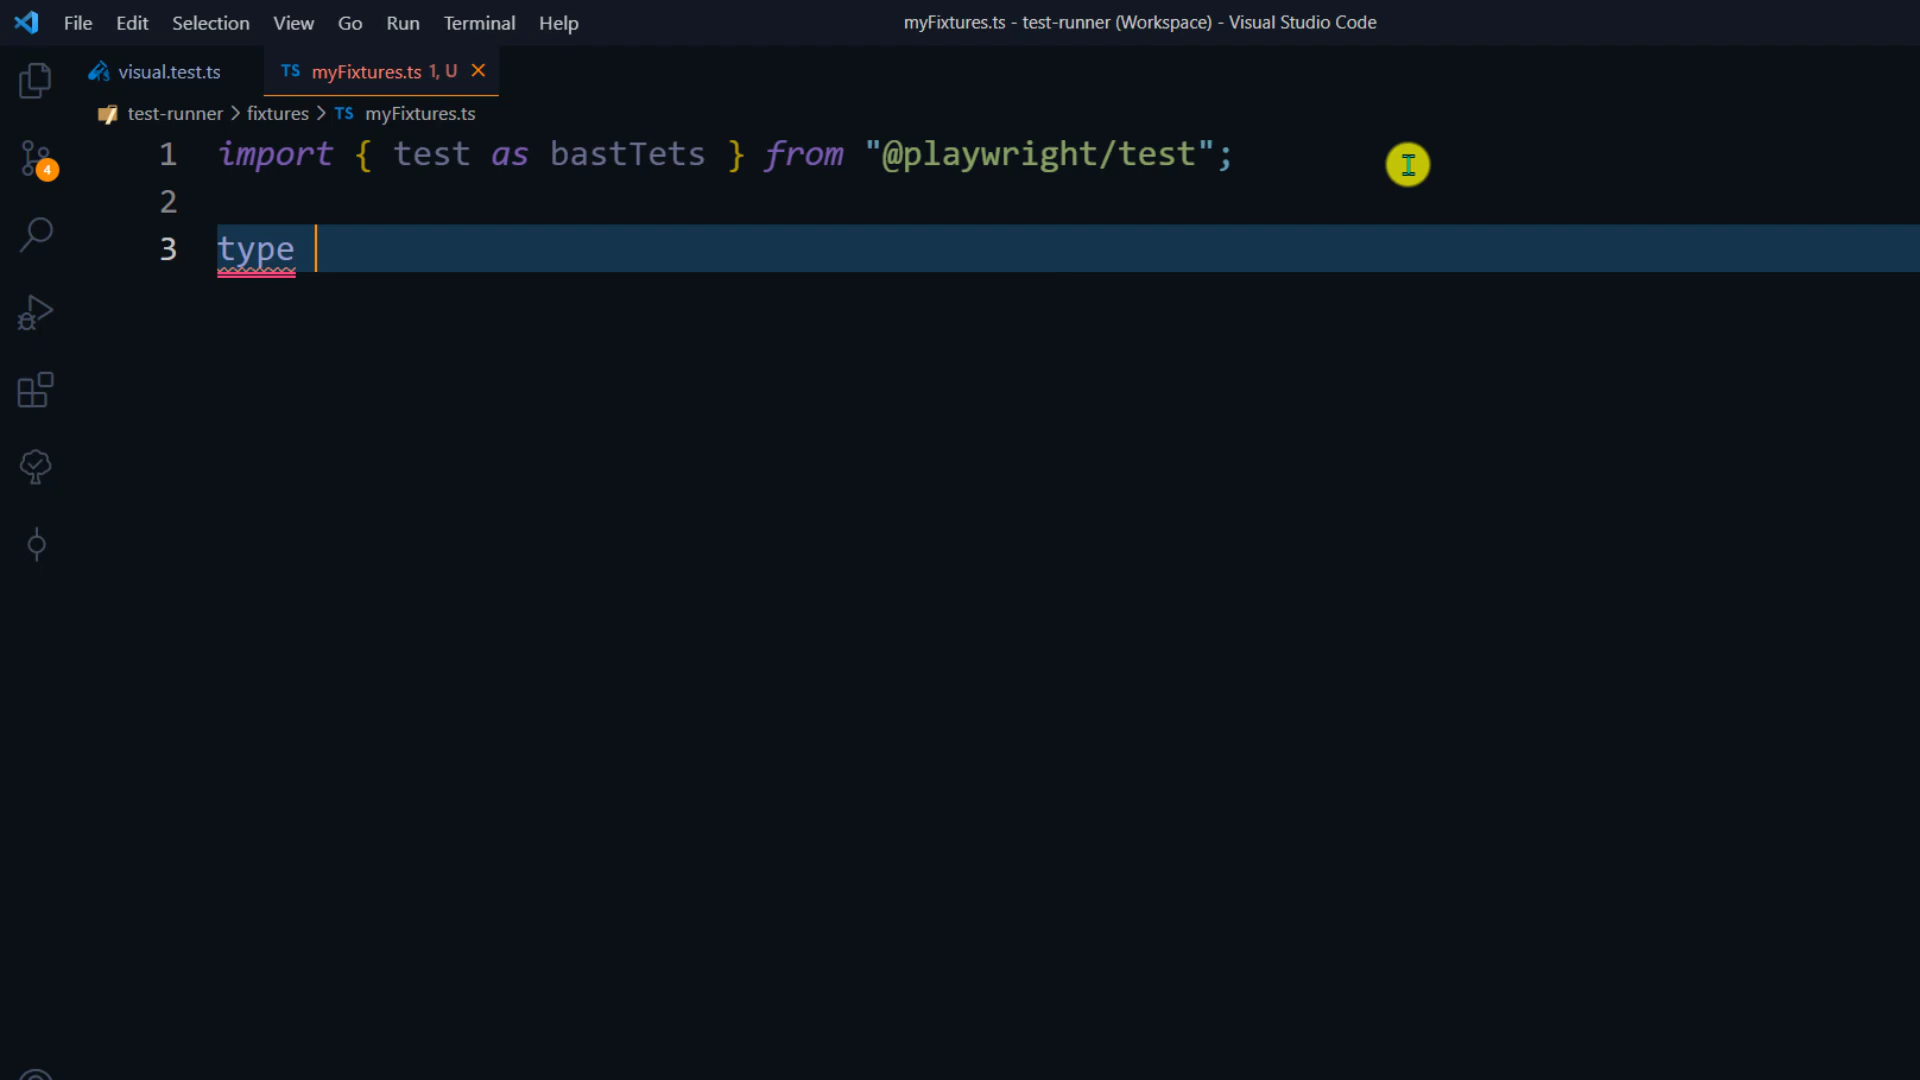 File Edit Selection View Go Run Terminal Help myFixtures.ts - test-runner (Workspace) - Visual Studio Code
visual.test.ts TS myFixtures.ts 1, U
test-runner > fixtures > TS myFixtures.ts
1 import { test as bastTets } from "@playwright/test";
2
3 type
4